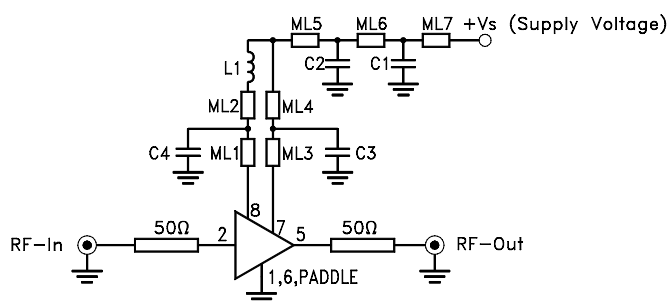 ML5 ML6 ML7 +Vs (Supply Voltage)
L1 C2 C1
ML2 ML4
C4 ML1 ML3 C3
8
RF-In 50Ω 2 7 5 50Ω RF-Out
1,6,PADDLE